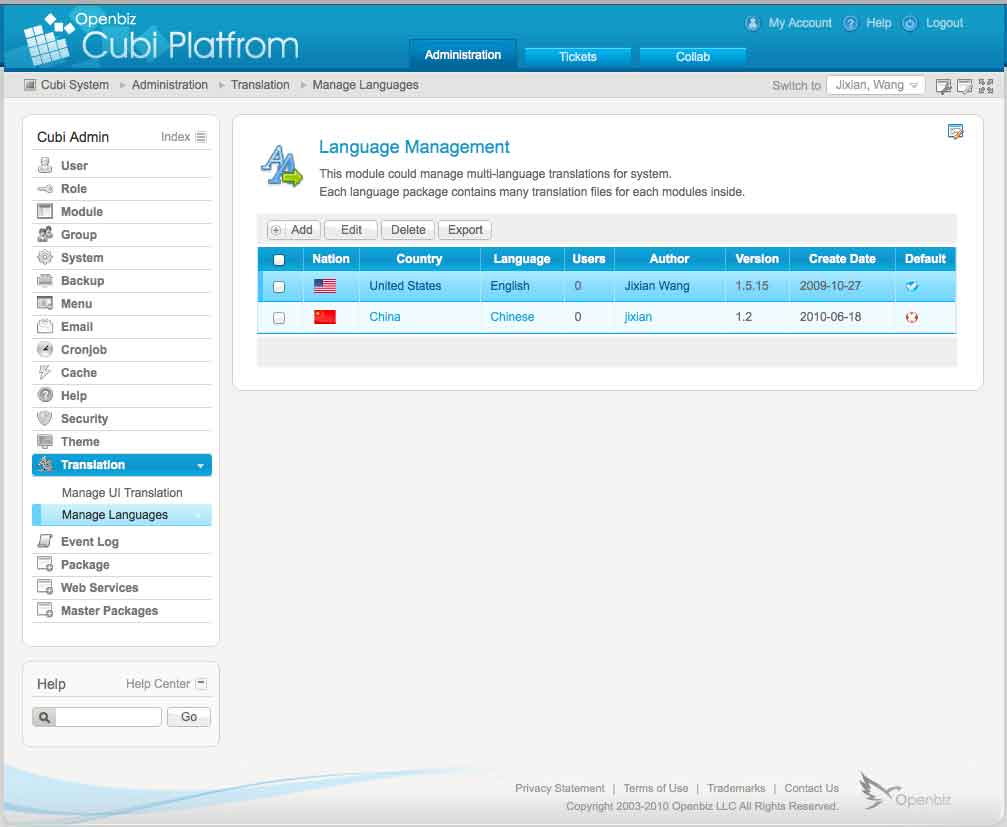 Openbiz
Cubi Platfrom
My Account Help Logout
Administration Tickets Collab
Cubi System Administration Translation Manage Languages
Switch to Jixian, Wang
Cubi Admin Index
User
Role
Module
Group
System
Backup
Menu
Email
Cronjob
Cache
Help
Security
Theme
Translation
Manage UI Translation
Manage Languages
Event Log
Package
Web Services
Master Packages
Help Help Center
Go
Language Management
This module could manage multi-language translations for system.
Each language package contains many translation files for each modules inside.
Add Edit Delete Export
Nation Country Language Users Author Version Create Date Default
United States English 0 Jixian Wang 1.5.15 2009-10-27
China Chinese 0 jixian 1.2 2010-06-18
Privacy Statement | Terms of Use | Trademarks | Contact Us
Copyright 2003-2010 Openbiz LLC All Rights Reserved.
Openbiz